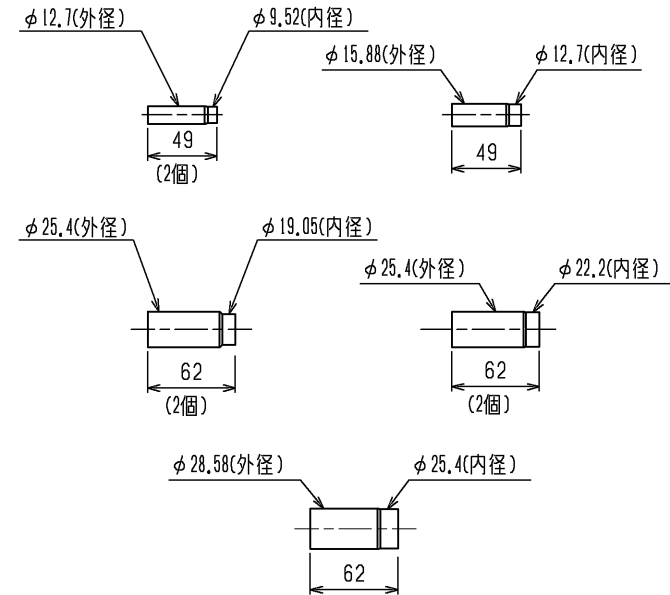 φ12.7(外径)
φ9.52(内径)
49
(2個)
φ15.88(外径)
φ12.7(内径)
49
φ25.4(外径)
φ19.05(内径)
62
(2個)
φ25.4(外径)
φ22.2(内径)
62
(2個)
φ28.58(外径)
φ25.4(内径)
62